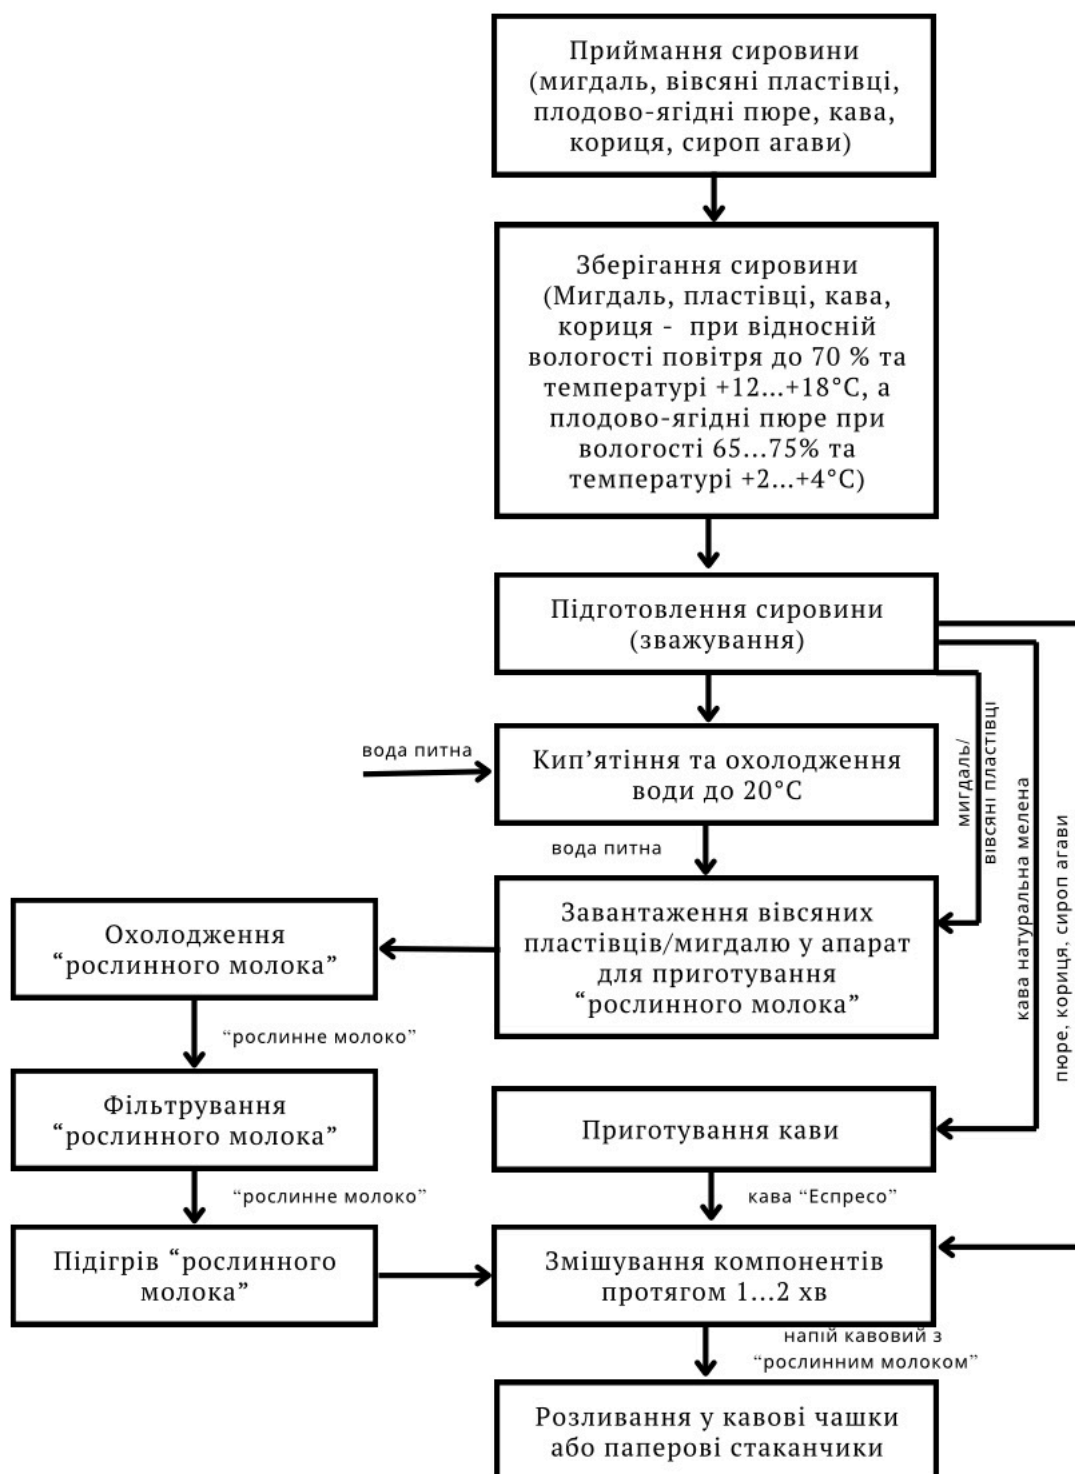 Приймання сировини
(мигдаль, вівсяні пластівці,
плодово-ягідні пюре, кава,
кориця, сироп агави)
Зберігання сировини
(Мигдаль, пластівці, кава,
кориця - при відносній
вологості повітря до 70 % та
температурі +12...+18°C, а
плодово-ягідні пюре при
вологості 65...75% та
температурі +2...+4°C)
Підготовлення сировини
(зважування)
мигдаль/
вівсяні пластівці
кава натуральна мелена
пюре, кориця, сироп агави
вода питна
Кип’ятіння та охолодження
води до 20°C
вода питна
Завантаження вівсяних
пластівців/мигдалю у апарат
для приготування
“рослинного молока”
Охолодження
“рослинного молока”
“рослинне молоко”
Фільтрування
“рослинного молока”
“рослинне молоко”
Підігрів “рослинного
молока”
Приготування кави
кава “Еспресо”
Змішування компонентів
протягом 1...2 хв
напій кавовий з
“рослинним молоком”
Розливання у кавові чашки
або паперові стаканчики